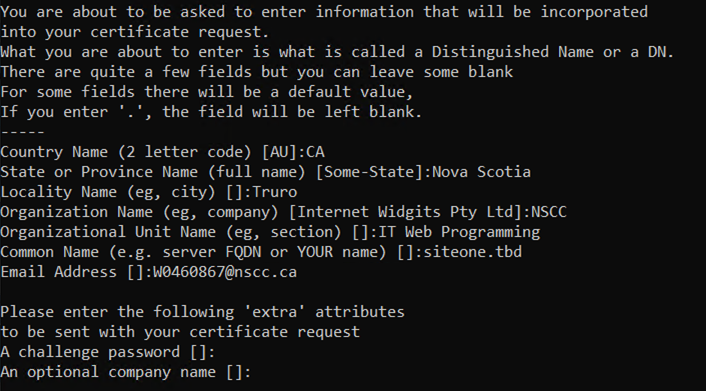 You are about to be asked to enter information that will be incorporated
into your certificate request.
What you are about to enter is what is called a Distinguished Name or a DN.
There are quite a few fields but you can leave some blank
For some fields there will be a default value,
If you enter '.', the field will be left blank.
-----
Country Name (2 letter code) [AU]:CA
State or Province Name (full name) [Some-State]:Nova Scotia
Locality Name (eg, city) []:Truro
Organization Name (eg, company) [Internet Widgits Pty Ltd]:NSCC
Organizational Unit Name (eg, section) []:IT Web Programming
Common Name (e.g. server FQDN or YOUR name) []:siteone.tbd
Email Address []:W0460867@nscc.ca

Please enter the following 'extra' attributes
to be sent with your certificate request
A challenge password []:
An optional company name []: